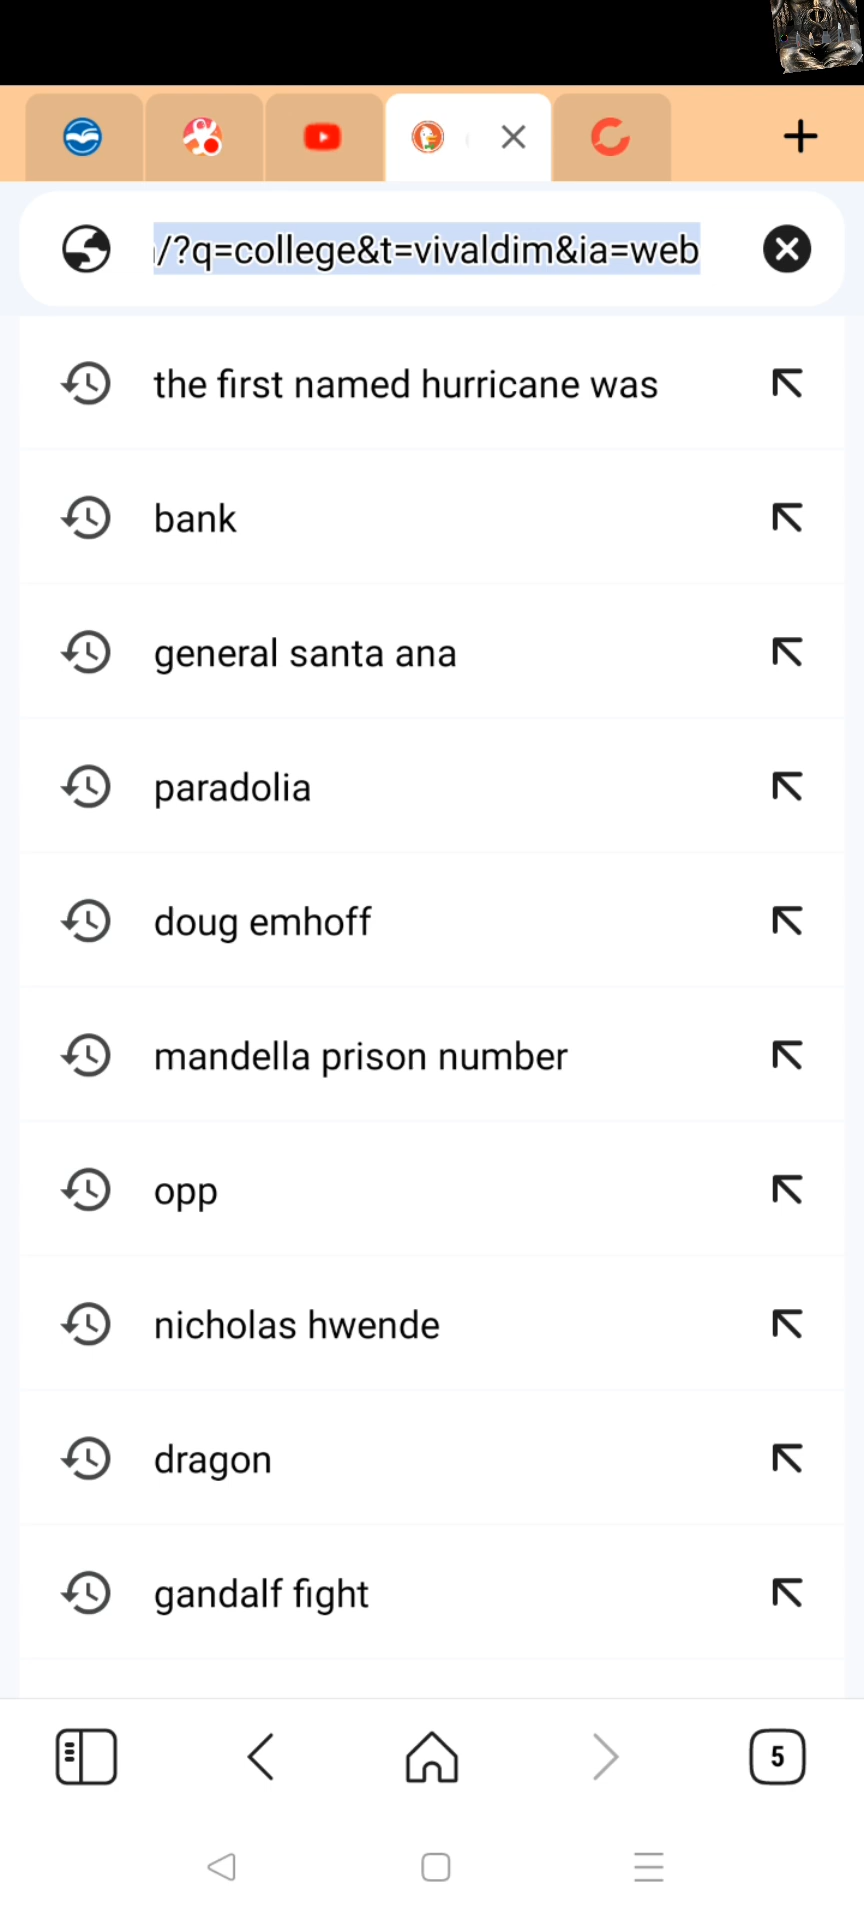 /?q=college&t=vivaldim&ia=web
the first named hurricane was
bank
general santa ana
paradolia
doug emhoff
mandella prison number
opp
nicholas hwende
dragon
gandalf fight
5